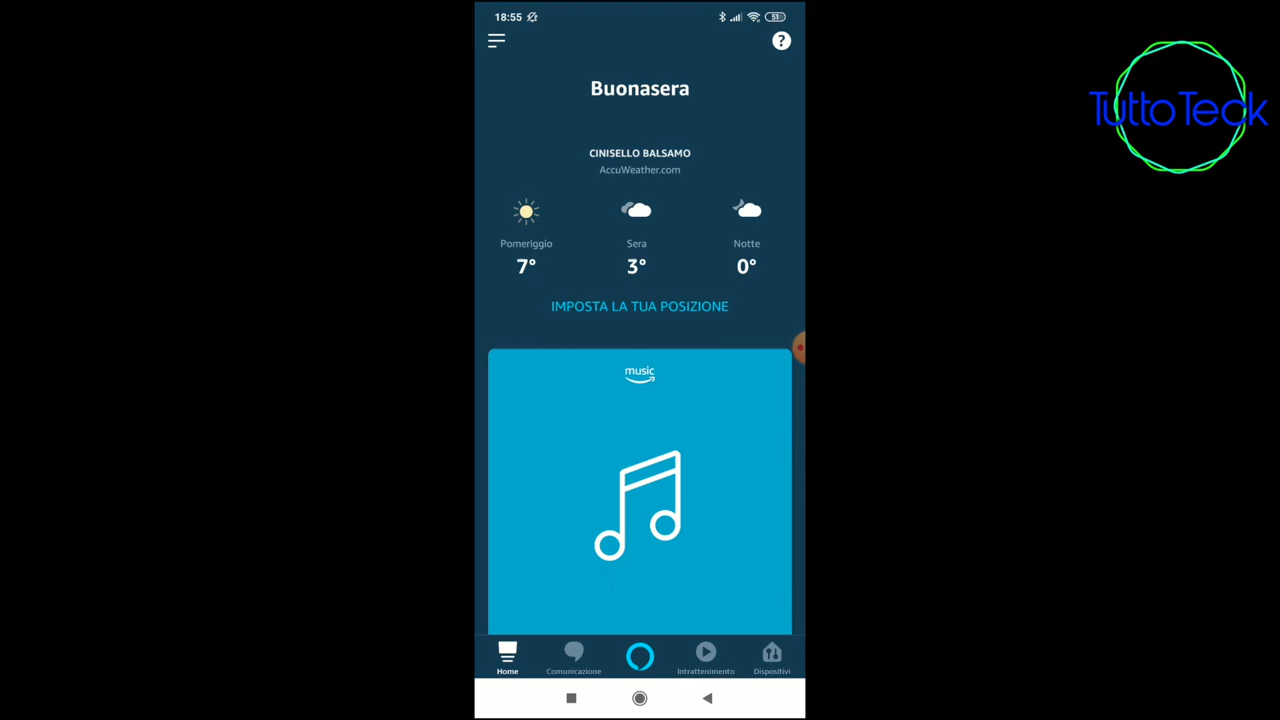 18:55
51
?
Buonasera
CINISELLO BALSAMO
AccuWeather.com
Pomeriggio
Sera
Notte
7°
3°
0°
IMPOSTA LA TUA POSIZIONE
music
Home
Comunicazione
Intrattenimento
Dispositivi
TuttoTeck